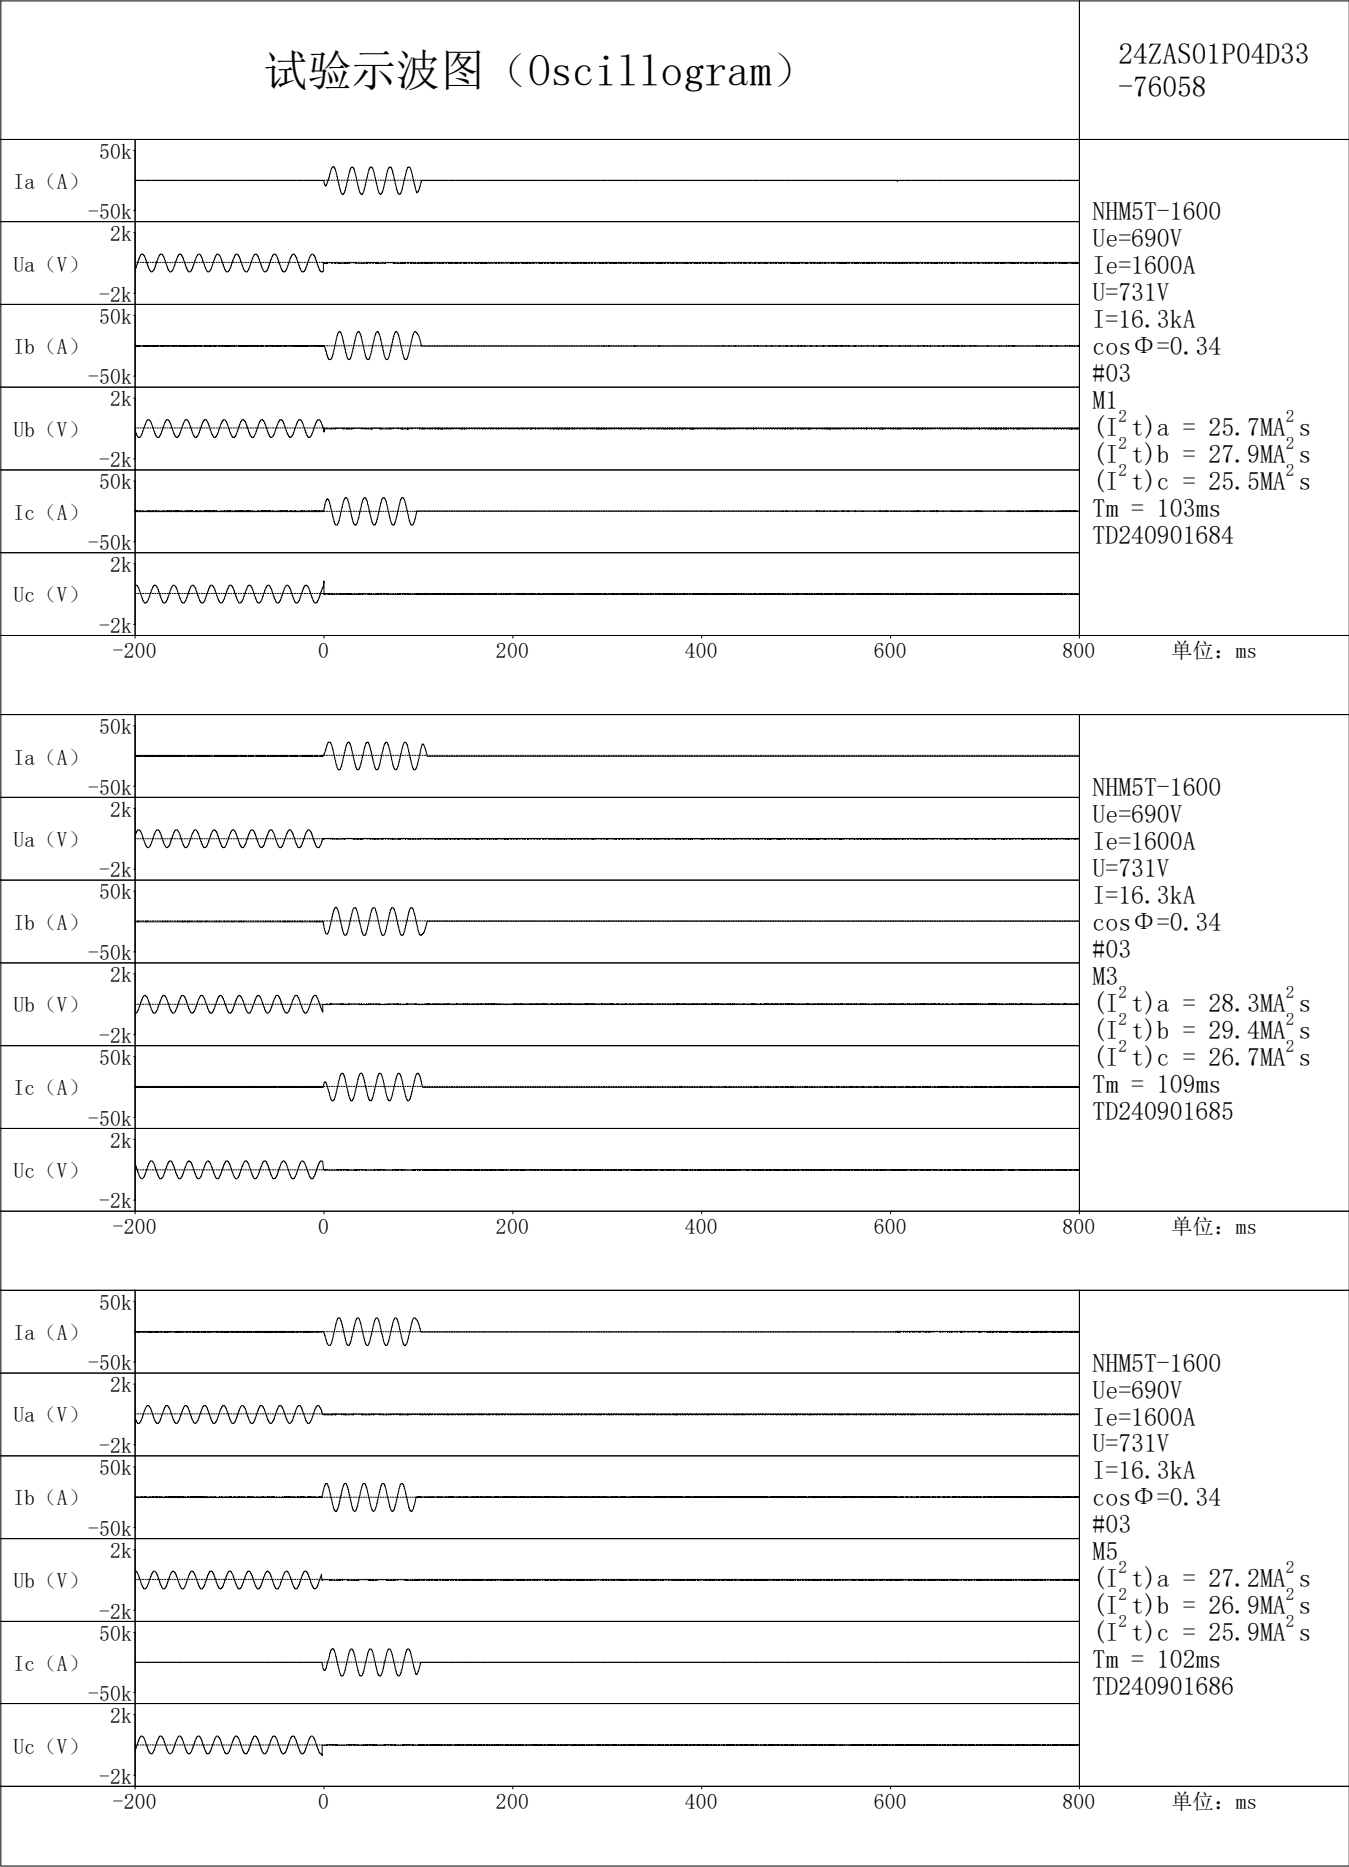 试验示波图（Oscillogram）
24ZAS01P04D33
-76058
50k
Ia（A）
-50k
2k
Ua（V）
-2k
50k
Ib（A）
-50k
2k
Ub（V）
-2k
50k
Ic（A）
-50k
2k
Uc（V）
-2k
-200 0 200 400 600 800 单位：ms
NHM5T-1600
Ue=690V
Ie=1600A
U=731V
I=16.3kA
cosΦ=0.34
#03
M1
(I²t)a = 25.7MA²s
(I²t)b = 27.9MA²s
(I²t)c = 25.5MA²s
Tm = 103ms
TD240901684
50k
Ia（A）
-50k
2k
Ua（V）
-2k
50k
Ib（A）
-50k
2k
Ub（V）
-2k
50k
Ic（A）
-50k
2k
Uc（V）
-2k
-200 0 200 400 600 800 单位：ms
NHM5T-1600
Ue=690V
Ie=1600A
U=731V
I=16.3kA
cosΦ=0.34
#03
M3
(I²t)a = 28.3MA²s
(I²t)b = 29.4MA²s
(I²t)c = 26.7MA²s
Tm = 109ms
TD240901685
50k
Ia（A）
-50k
2k
Ua（V）
-2k
50k
Ib（A）
-50k
2k
Ub（V）
-2k
50k
Ic（A）
-50k
2k
Uc（V）
-2k
-200 0 200 400 600 800 单位：ms
NHM5T-1600
Ue=690V
Ie=1600A
U=731V
I=16.3kA
cosΦ=0.34
#03
M5
(I²t)a = 27.2MA²s
(I²t)b = 26.9MA²s
(I²t)c = 25.9MA²s
Tm = 102ms
TD240901686